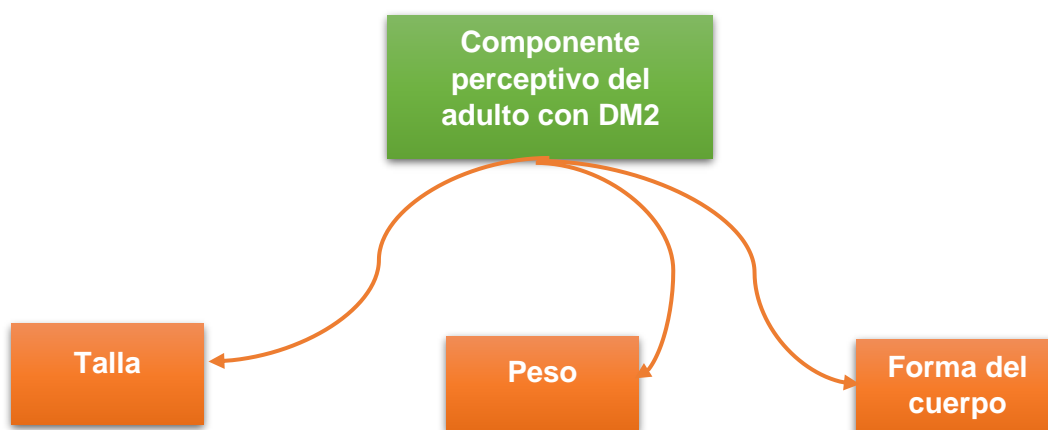 Componente
perceptivo del
adulto con DM2
Talla
Peso
Forma del
cuerpo